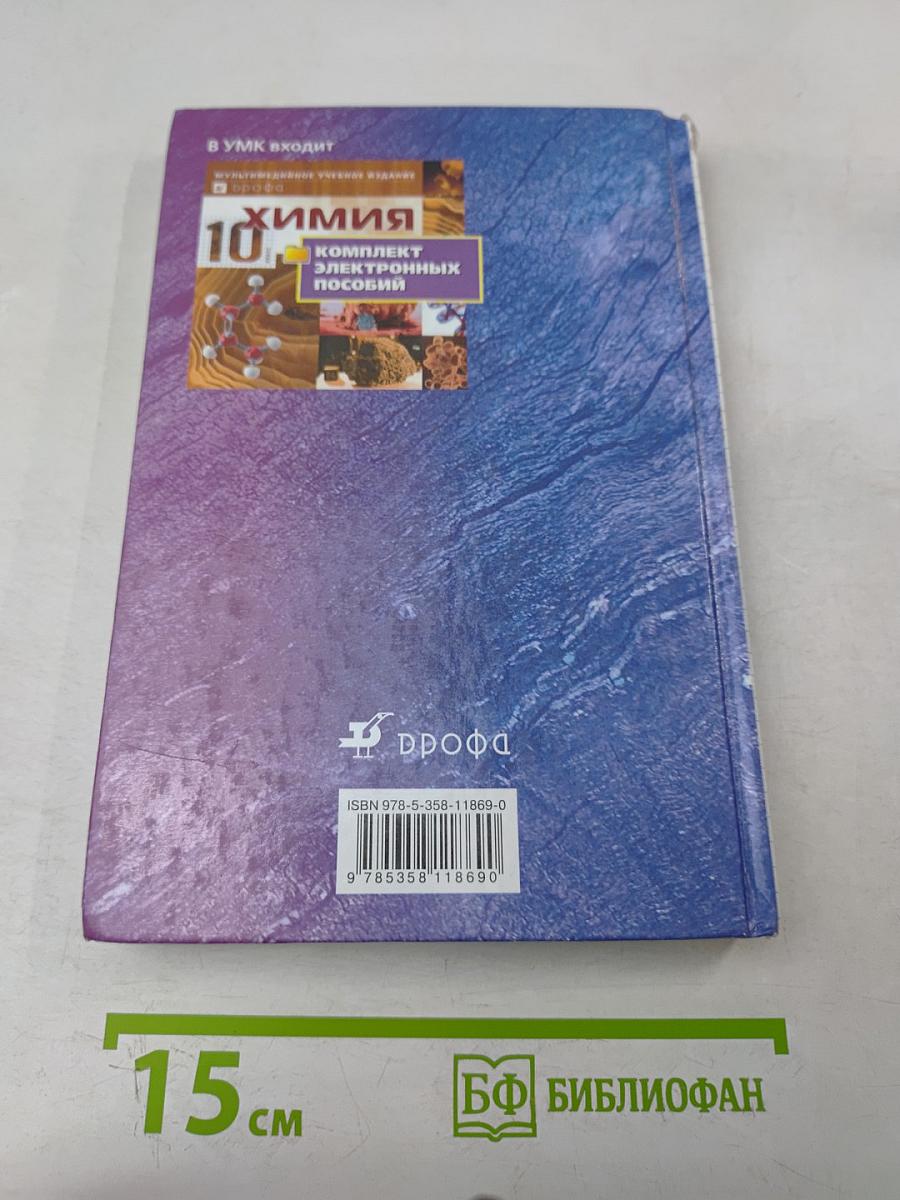 В УМК входит
МУЛЬТИМЕДИЙНОЕ УЧЕБНОЕ ИЗДАНИЕ
дрофа
ХИМИЯ
10
КОМПЛЕКТ
ЭЛЕКТРОННЫХ
ПОСОБИЙ
дрофа
ISBN 978-5-358-11869-0
9 785358 118690
15 см
БФ БИБЛИОФАН